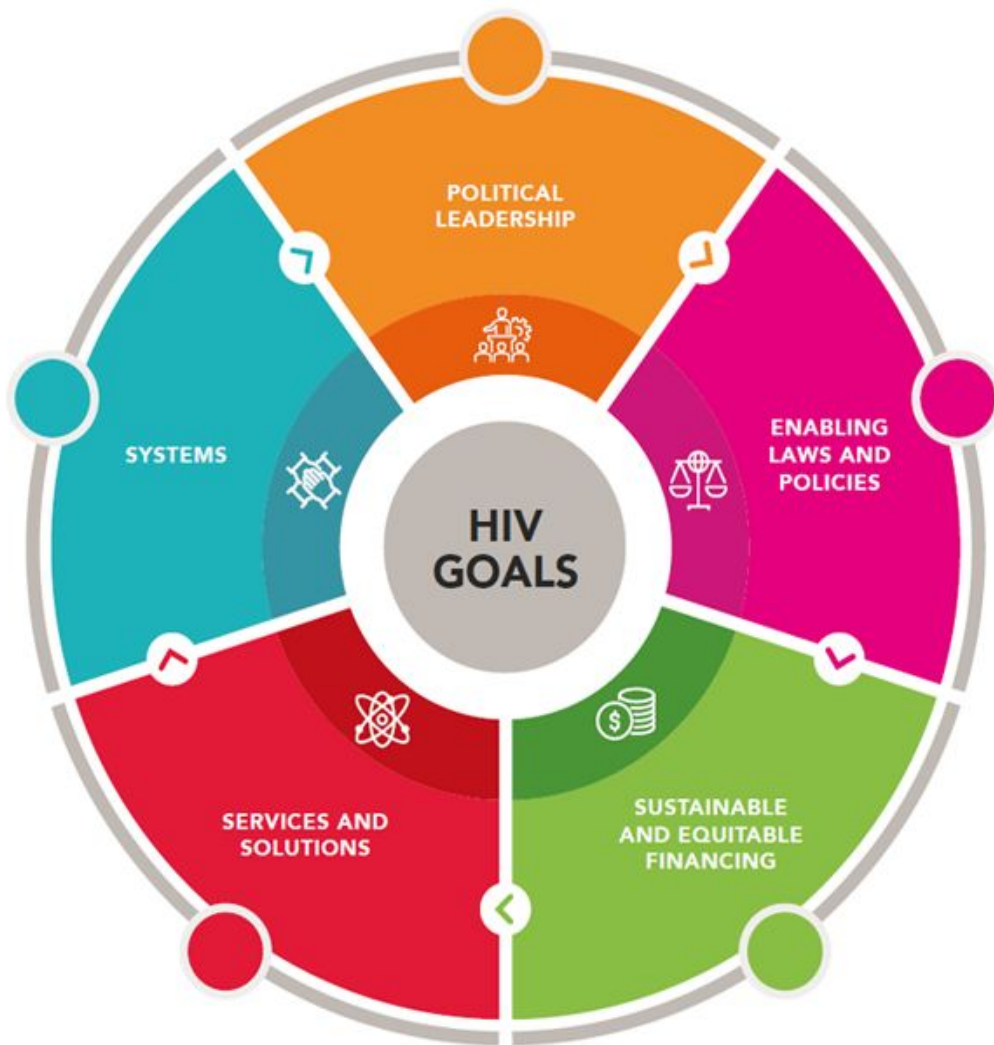 POLITICAL
LEADERSHIP
ENABLING
LAWS AND
POLICIES
SUSTAINABLE
AND EQUITABLE
FINANCING
SERVICES AND
SOLUTIONS
SYSTEMS
HIV
GOALS
$